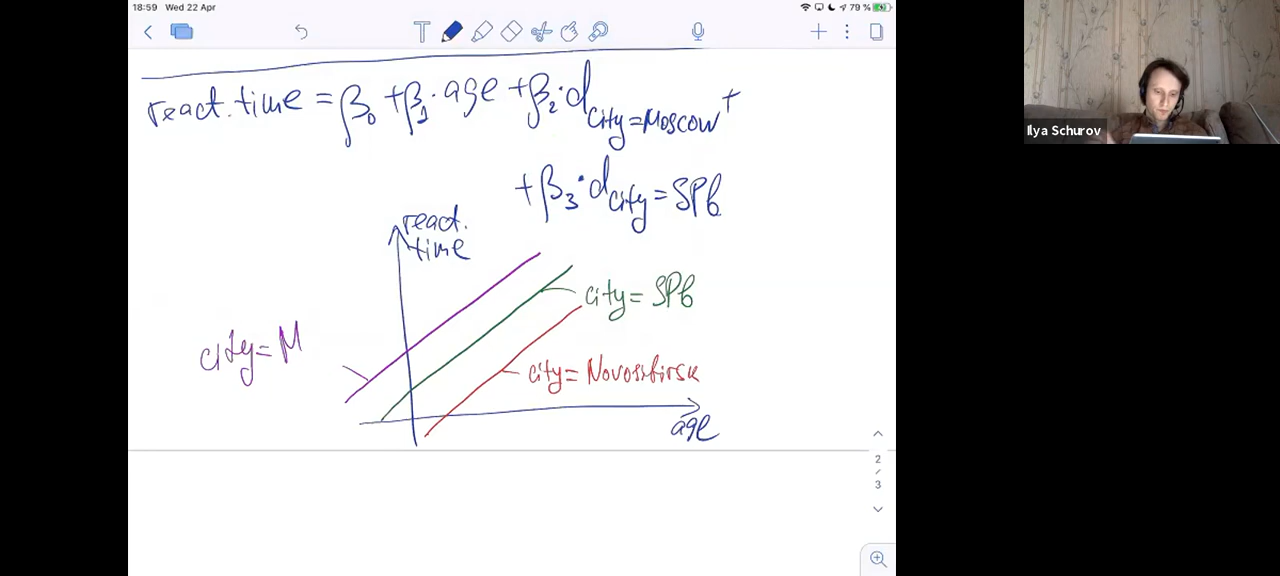 18:59 Wed 22 Apr
79 %
T
react.time = β₀ + β₁ · age + β₂ · d city = Moscow +
+ β₃ · d city = SPb
react.
time
city = SPb
city = M
city = Novosibirsk
age
2
/
3
Ilya Schurov